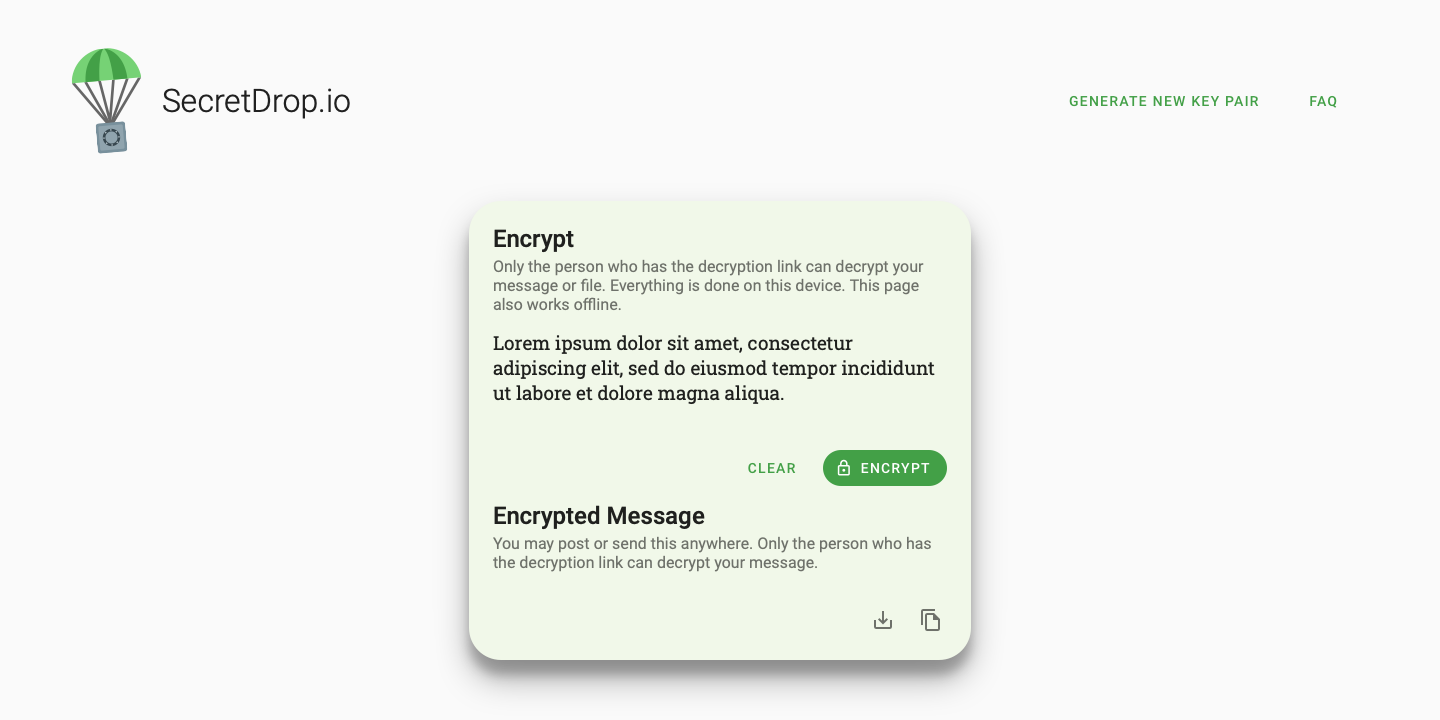 SecretDrop.io
GENERATE NEW KEY PAIR
FAQ
Encrypt
Only the person who has the decryption link can decrypt your
message or file. Everything is done on this device. This page
also works offline.
Lorem ipsum dolor sit amet, consectetur
adipiscing elit, sed do eiusmod tempor incididunt
ut labore et dolore magna aliqua.
CLEAR
ENCRYPT
Encrypted Message
You may post or send this anywhere. Only the person who has
the decryption link can decrypt your message.